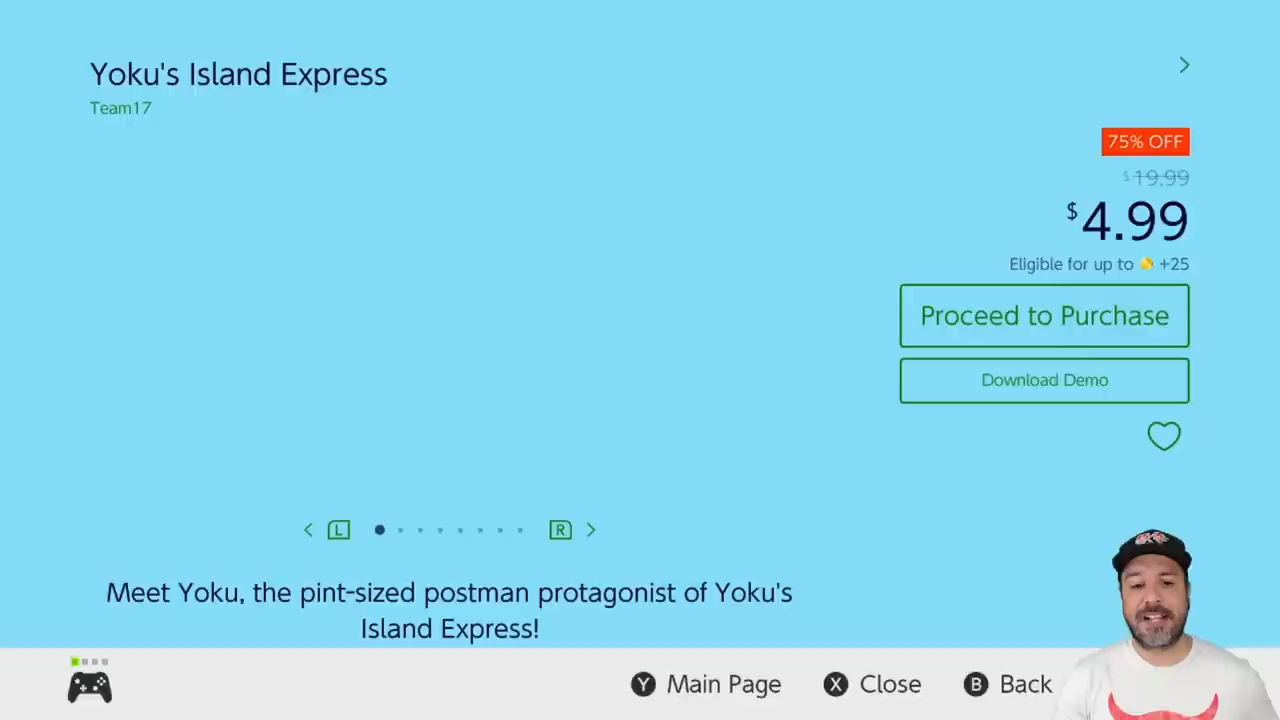 Yoku's Island Express
Team17
75% OFF
$19.99
$4.99
Eligible for up to +25
Proceed to Purchase
Download Demo
L
R
Meet Yoku, the pint-sized postman protagonist of Yoku's
Island Express!
Y Main Page
X Close
B Back